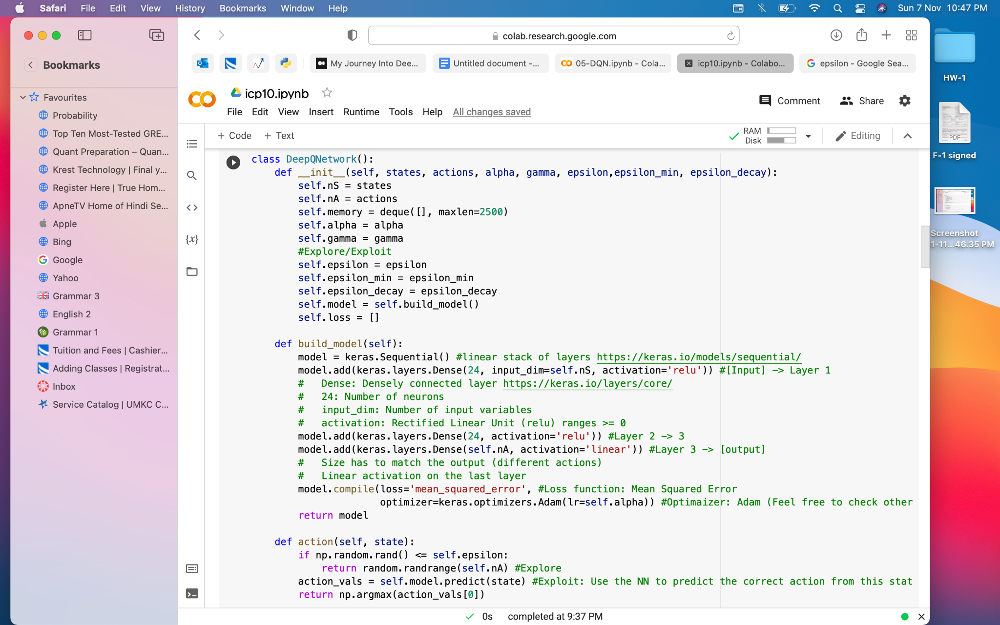 Safari File Edit View History Bookmarks Window Help Sun 7 Nov 10:47 PM
colab.research.google.com
My Journey Into Dee... Untitled document -... 05-DQN.ipynb - Cola... icp10.ipynb - Colabo... epsilon - Google Sea...
Bookmarks
Favourites
Probability
Top Ten Most-Tested GRE...
Quant Preparation – Quan...
Krest Technology | Final y...
Register Here | True Hom...
ApneTV Home of Hindi Se...
Apple
Bing
Google
Yahoo
Grammar 3
English 2
Grammar 1
Tuition and Fees | Cashier...
Adding Classes | Registrat...
Inbox
Service Catalog | UMKC C...
icp10.ipynb
Comment Share
File Edit View Insert Runtime Tools Help All changes saved
+ Code + Text
RAM
Disk
Editing
class DeepQNetwork():
    def __init__(self, states, actions, alpha, gamma, epsilon,epsilon_min, epsilon_decay):
        self.nS = states
        self.nA = actions
        self.memory = deque([], maxlen=2500)
        self.alpha = alpha
        self.gamma = gamma
        #Explore/Exploit
        self.epsilon = epsilon
        self.epsilon_min = epsilon_min
        self.epsilon_decay = epsilon_decay
        self.model = self.build_model()
        self.loss = []
    def build_model(self):
        model = keras.Sequential() #linear stack of layers https://keras.io/models/sequential/
        model.add(keras.layers.Dense(24, input_dim=self.nS, activation='relu')) #[Input] -> Layer 1
        #   Dense: Densely connected layer https://keras.io/layers/core/
        #   24: Number of neurons
        #   input_dim: Number of input variables
        #   activation: Rectified Linear Unit (relu) ranges >= 0
        model.add(keras.layers.Dense(24, activation='relu')) #Layer 2 -> 3
        model.add(keras.layers.Dense(self.nA, activation='linear')) #Layer 3 -> [output]
        #   Size has to match the output (different actions)
        #   Linear activation on the last layer
        model.compile(loss='mean_squared_error', #Loss function: Mean Squared Error
                      optimizer=keras.optimizers.Adam(lr=self.alpha)) #Optimaizer: Adam (Feel free to check other
        return model
    def action(self, state):
        if np.random.rand() <= self.epsilon:
            return random.randrange(self.nA) #Explore
        action_vals = self.model.predict(state) #Exploit: Use the NN to predict the correct action from this stat
        return np.argmax(action_vals[0])
0s completed at 9:37 PM
HW-1
PDF
F-1 signed
Screenshot
1-11...46.35 PM